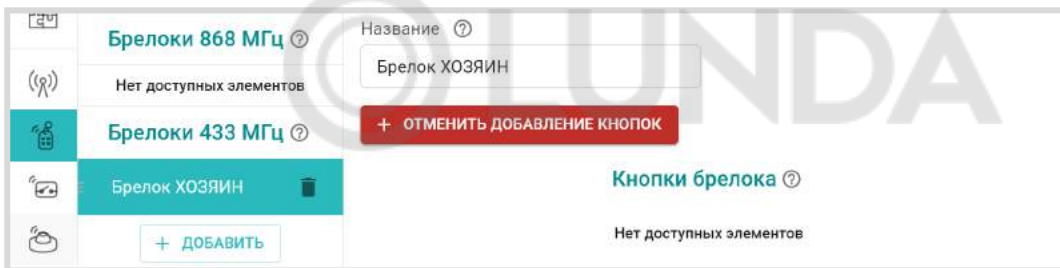 Брелоки 868 МГц ?
Нет доступных элементов
Брелоки 433 МГц ?
Брелок ХОЗЯИН
+ ДОБАВИТЬ
Название ?
Брелок ХОЗЯИН
+ ОТМЕНИТЬ ДОБАВЛЕНИЕ КНОПОК
Кнопки брелока ?
Нет доступных элементов
LUNDA